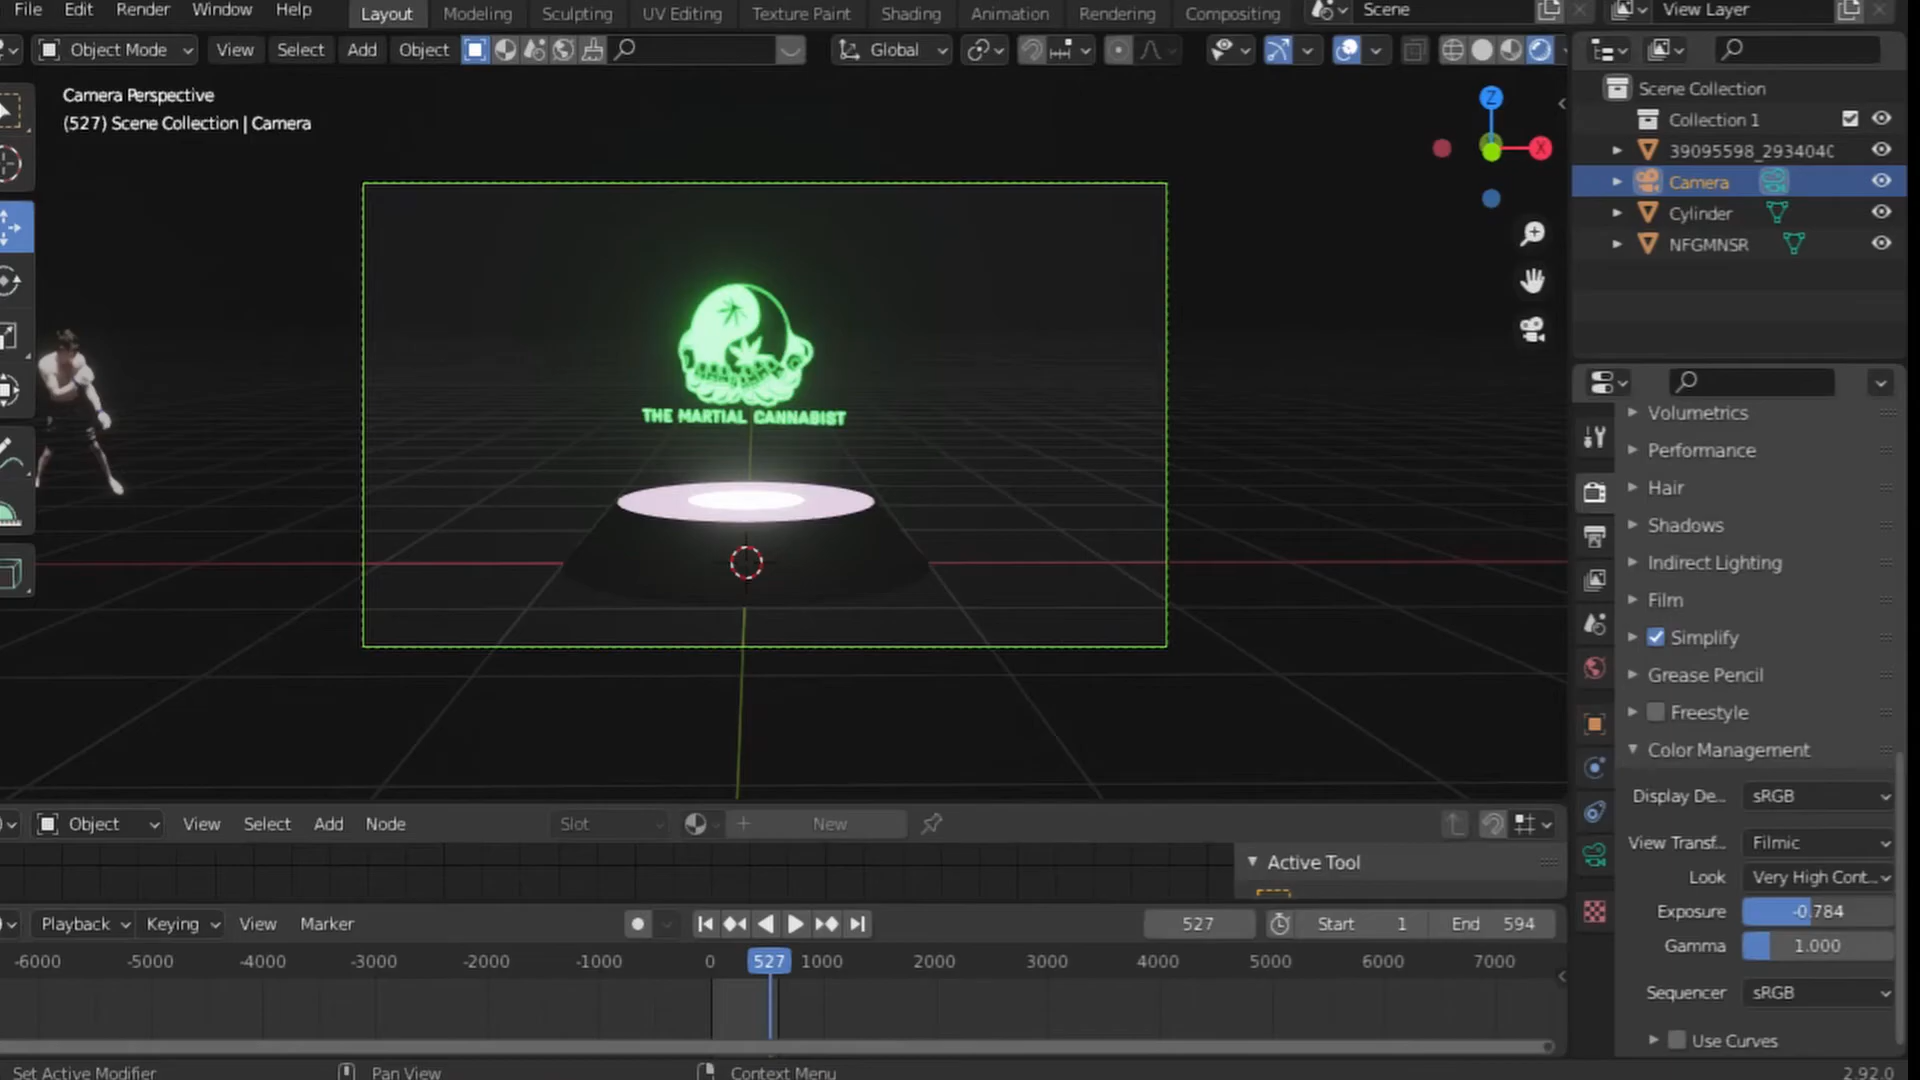 File Edit Render Window Help Layout Modeling Sculpting UV Editing Texture Paint Shading Animation Rendering Compositing Scene View Layer
Object Mode View Select Add Object Global
Camera Perspective
(527) Scene Collection | Camera
Z
X
THE MARTIAL CANNABIST
Scene Collection
Collection 1
39095598_293404
Camera
Cylinder
NFGMNSR
Volumetrics
Performance
Hair
Shadows
Indirect Lighting
Film
Simplify
Grease Pencil
Freestyle
Color Management
Display De... sRGB
View Transf... Filmic
Look Very High Cont...
Exposure -0.784
Gamma 1.000
Sequencer sRGB
Use Curves
Object View Select Add Node Slot New
Active Tool
Playback Keying View Marker 527 Start 1 End 594
-6000 -5000 -4000 -3000 -2000 -1000 0 527 1000 2000 3000 4000 5000 6000 7000
Set Active Modifier Pan View Context Menu 2.92.0